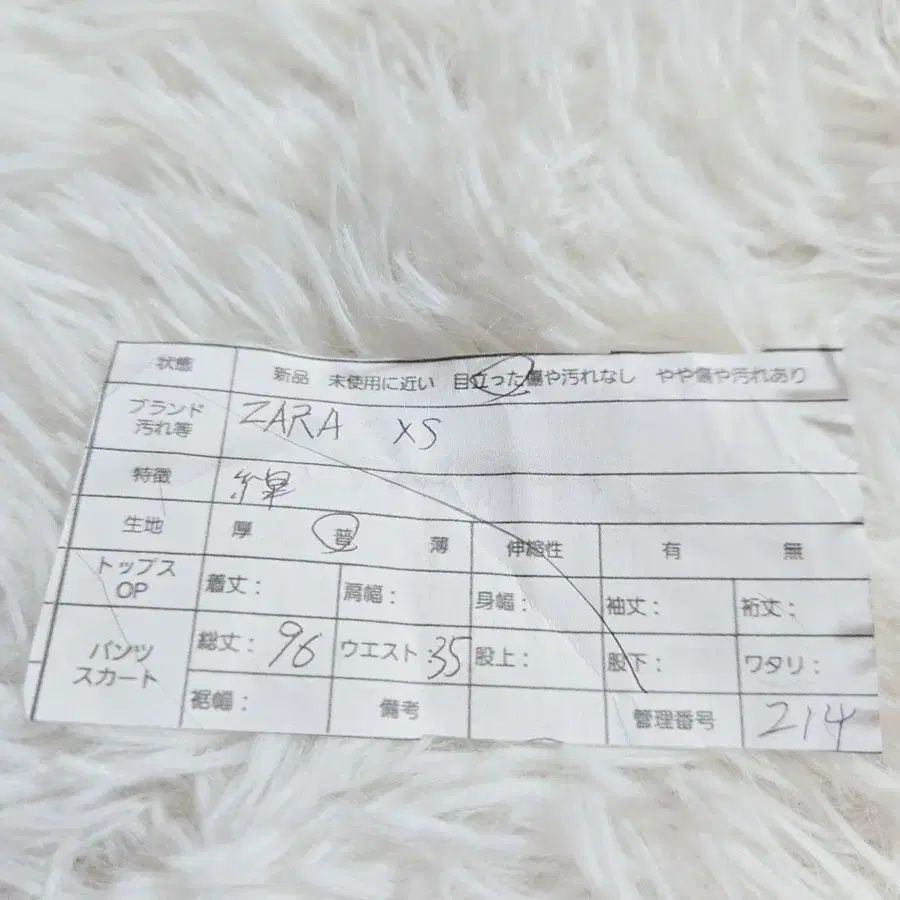 状態 新品 未使用に近い 目立った傷や汚れなし やや傷や汚れあり
ブランド 汚れ等 ZARA XS
特徴 綿
生地 厚 普 薄 伸縮性 有 無
トップス OP 着丈： 肩幅： 身幅： 袖丈： 裄丈：
パンツ スカート 総丈：96 ウエスト：35 股上： 股下： ワタリ：
裾幅： 備考 管理番号 214